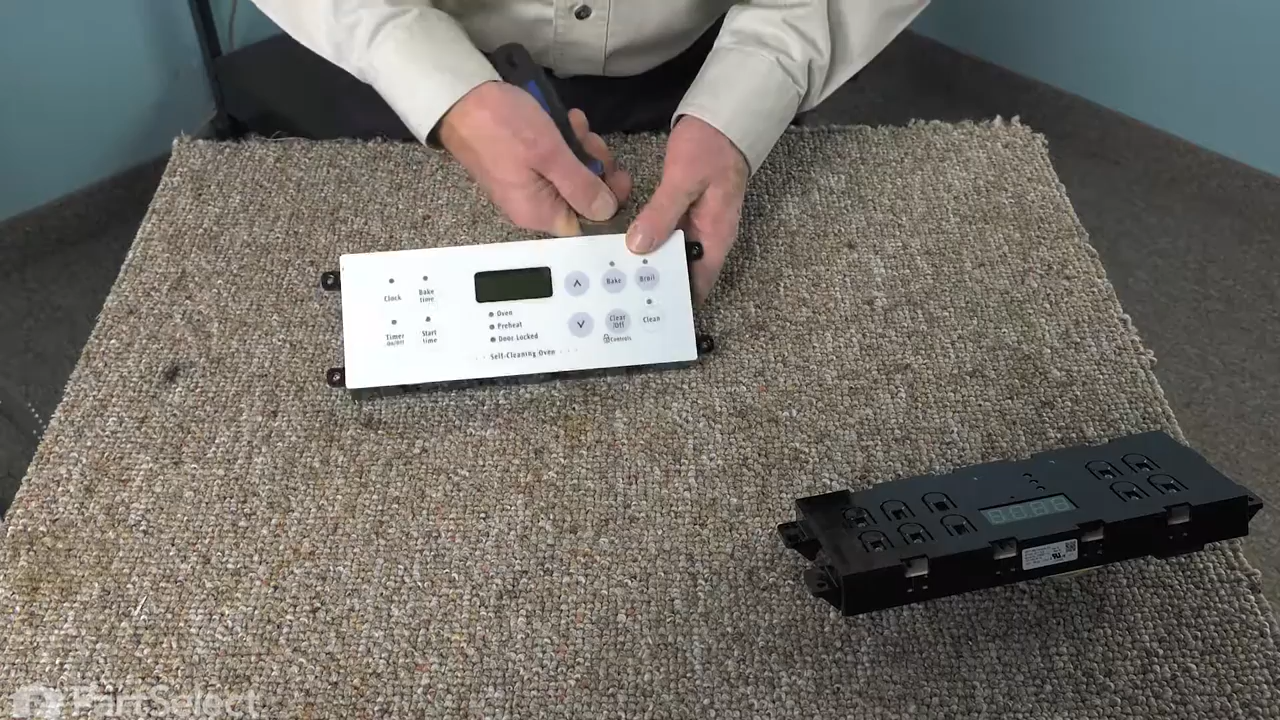 Clock
Bake
time
Timer
on/off
Start
time
Oven
Preheat
Door Locked
Self-Cleaning Oven
Bake
Broil
Clear
/Off
Clean
Controls
PartSelect